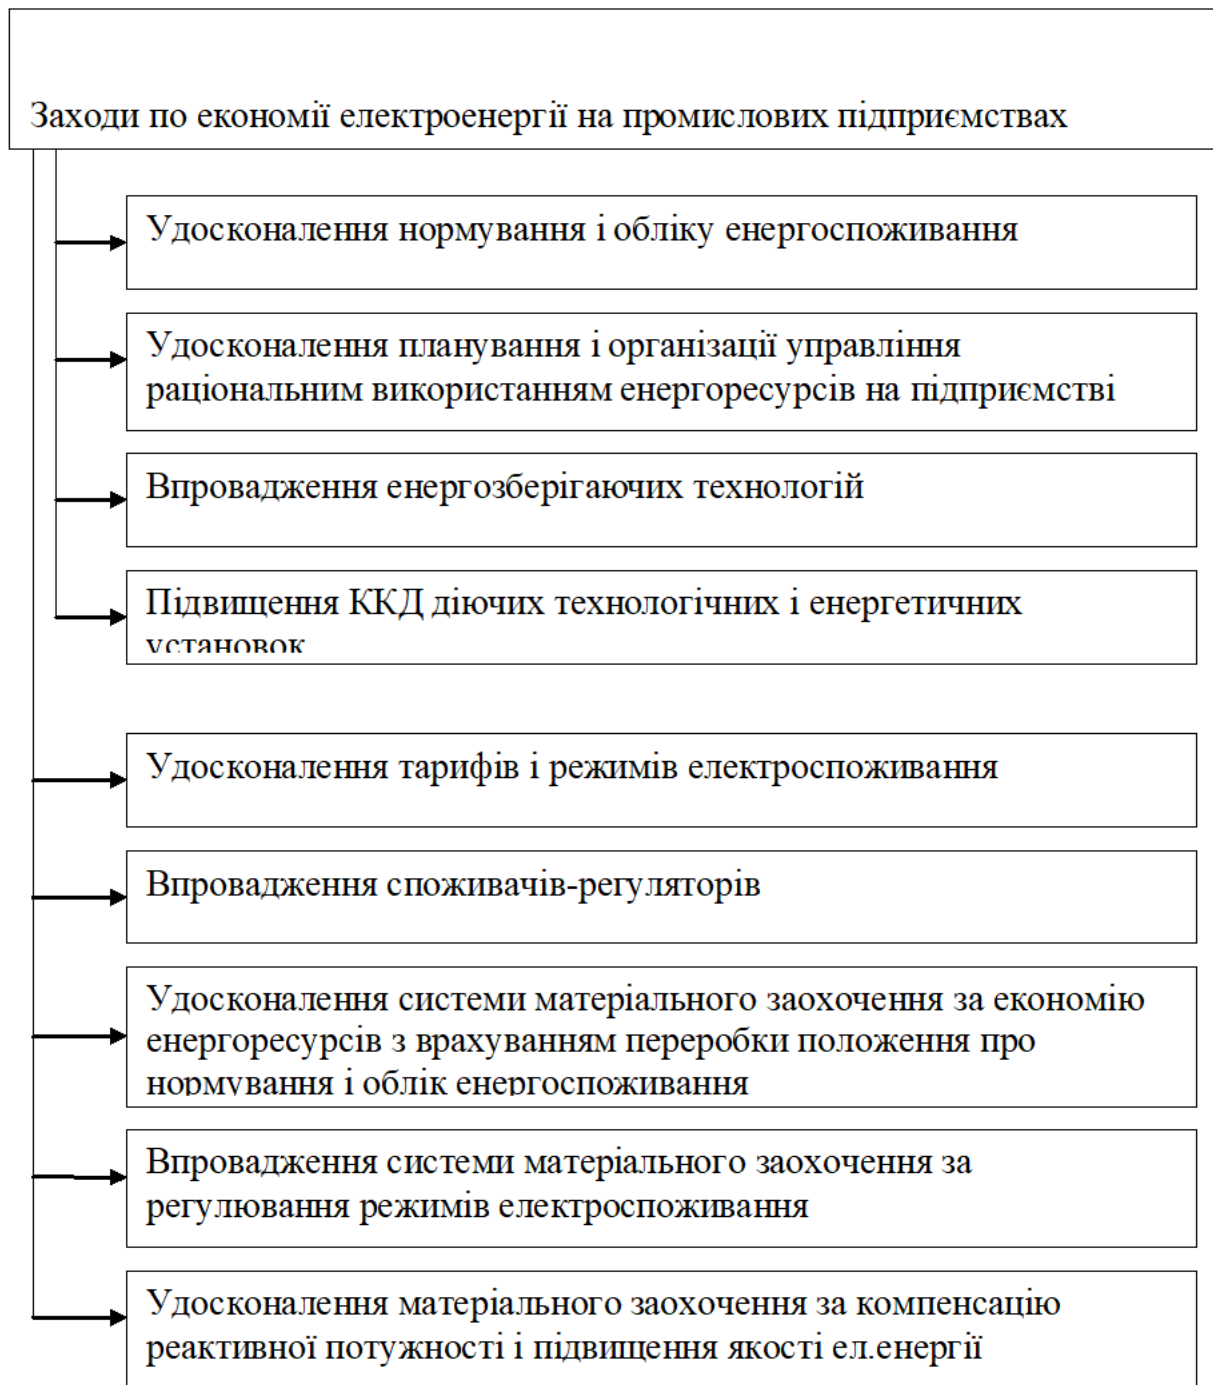 Заходи по економії електроенергії на промислових підприємствах
Удосконалення нормування і обліку енергоспоживання
Удосконалення планування і організації управління
раціональним використанням енергоресурсів на підприємстві
Впровадження енергозберігаючих технологій
Підвищення ККД діючих технологічних і енергетичних
установок
Удосконалення тарифів і режимів електроспоживання
Впровадження споживачів-регуляторів
Удосконалення системи матеріального заохочення за економію
енергоресурсів з врахуванням переробки положення про
нормування і облік енергоспоживання
Впровадження системи матеріального заохочення за
регулювання режимів електроспоживання
Удосконалення матеріального заохочення за компенсацію
реактивної потужності і підвищення якості ел.енергії